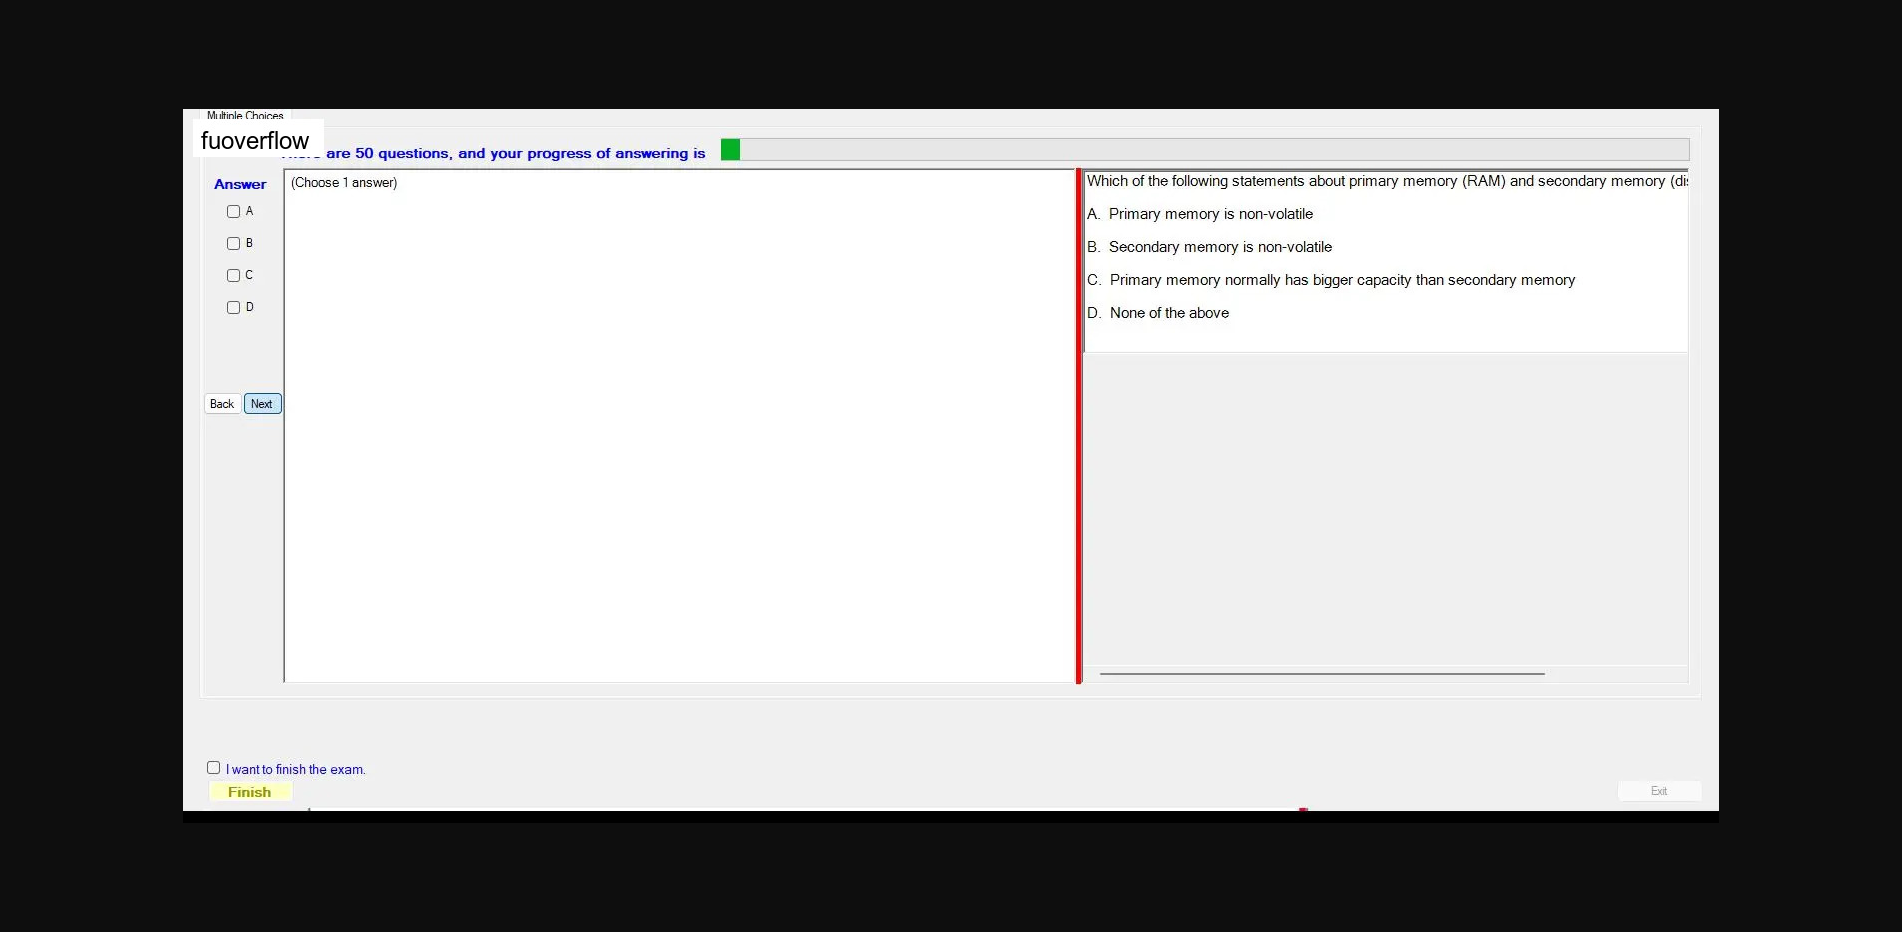 Multiple Choices
fuoverflow
are 50 questions, and your progress of answering is
Answer
(Choose 1 answer)
A
B
C
D
Back Next
Which of the following statements about primary memory (RAM) and secondary memory
A. Primary memory is non-volatile
B. Secondary memory is non-volatile
C. Primary memory normally has bigger capacity than secondary memory
D. None of the above
I want to finish the exam.
Finish
Exit